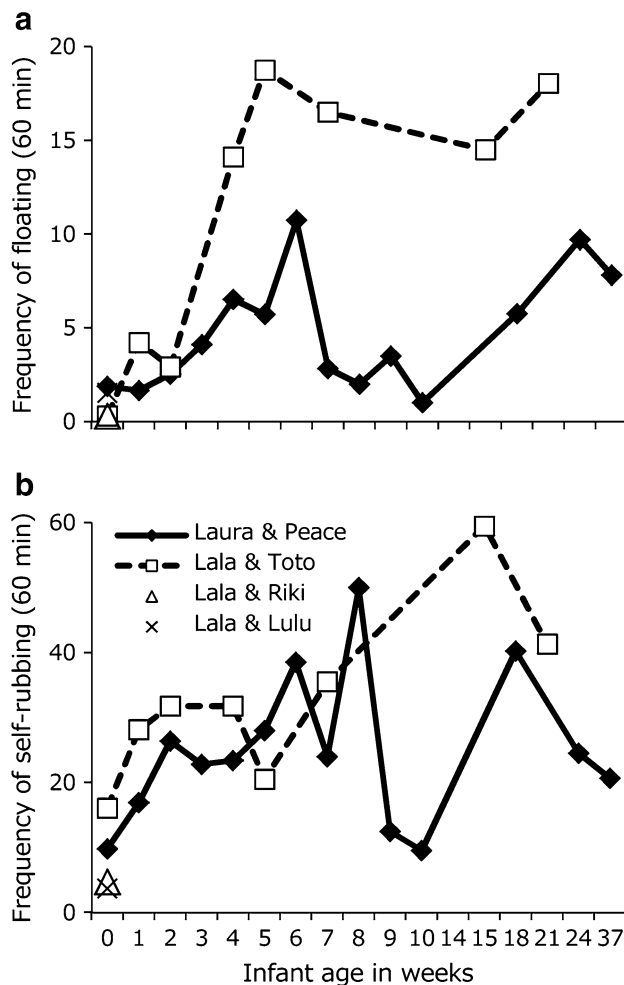 a
Frequency of floating (60 min)
20
15
10
5
0
b
Frequency of self-rubbing (60 min)
60
40
20
0
Laura & Peace
Lala & Toto
Lala & Riki
Lala & Lulu
0 1 2 3 4 5 6 7 8 9 10 14 15 18 21 24 37
Infant age in weeks